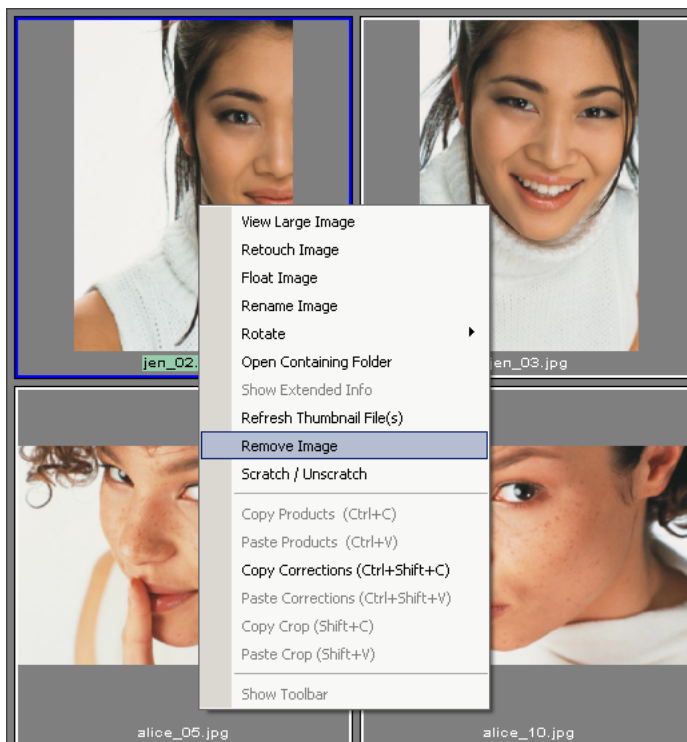 View Large Image
Retouch Image
Float Image
Rename Image
Rotate
jen_02.
Open Containing Folder
jen_03.jpg
Show Extended Info
Refresh Thumbnail File(s)
Remove Image
Scratch / Unscratch
Copy Products (Ctrl+C)
Paste Products (Ctrl+V)
Copy Corrections (Ctrl+Shift+C)
Paste Corrections (Ctrl+Shift+V)
Copy Crop (Shift+C)
Paste Crop (Shift+V)
Show Toolbar
alice_05.jpg
alice_10.jpg